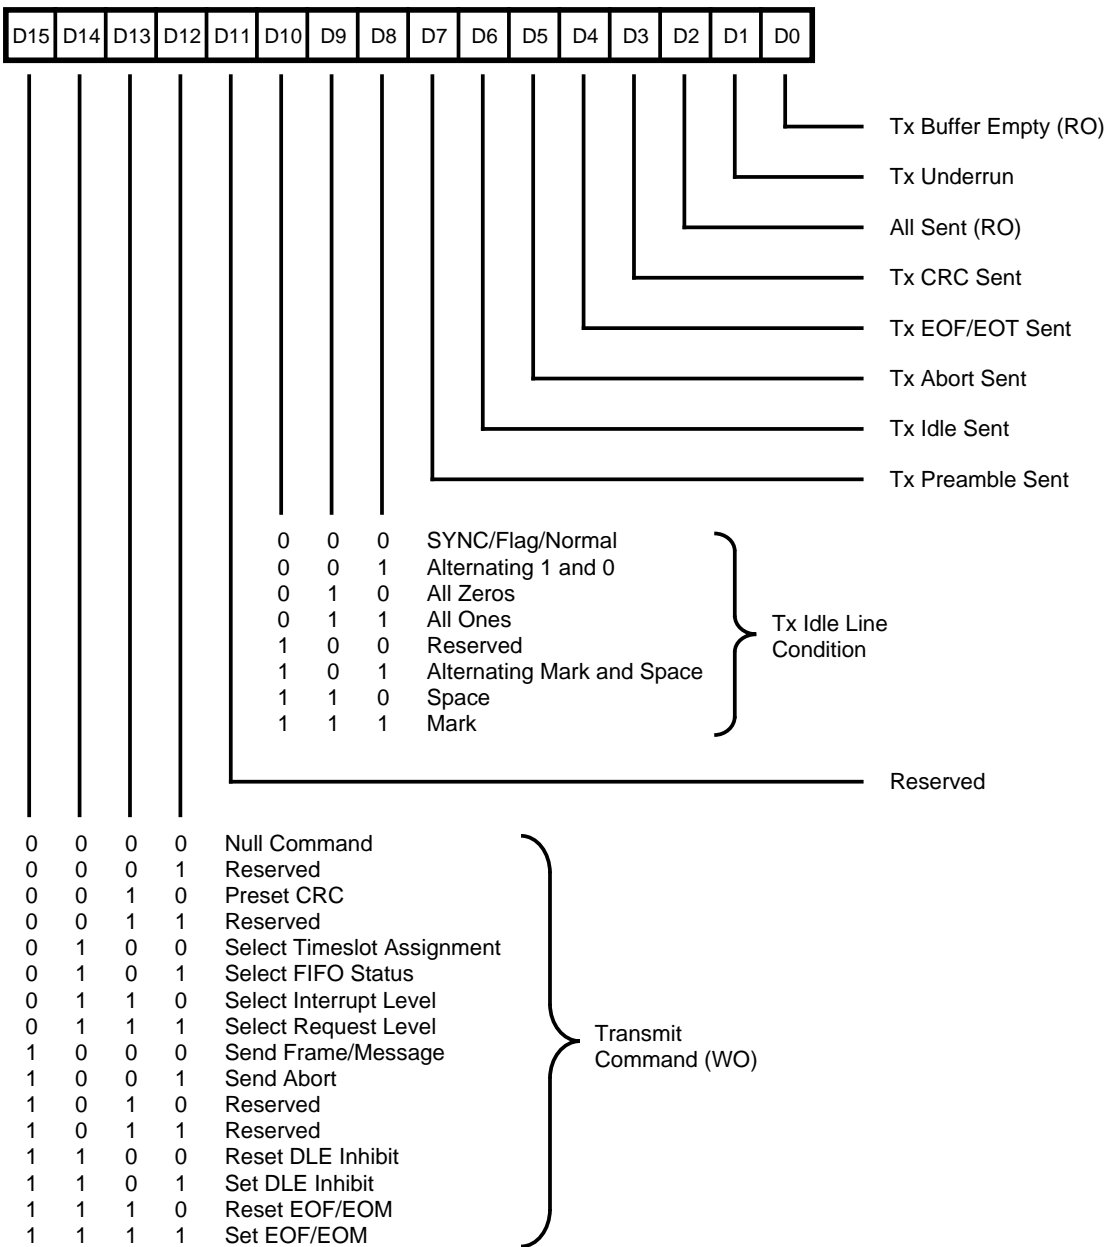 D15 D14 D13 D12 D11 D10 D9 D8 D7 D6 D5 D4 D3 D2 D1 D0
Tx Buffer Empty (RO)
Tx Underrun
All Sent (RO)
Tx CRC Sent
Tx EOF/EOT Sent
Tx Abort Sent
Tx Idle Sent
Tx Preamble Sent
0 0 0 SYNC/Flag/Normal
0 0 1 Alternating 1 and 0
0 1 0 All Zeros
0 1 1 All Ones
1 0 0 Reserved
1 0 1 Alternating Mark and Space
1 1 0 Space
1 1 1 Mark
Tx Idle Line
Condition
Reserved
0 0 0 0 Null Command
0 0 0 1 Reserved
0 0 1 0 Preset CRC
0 0 1 1 Reserved
0 1 0 0 Select Timeslot Assignment
0 1 0 1 Select FIFO Status
0 1 1 0 Select Interrupt Level
0 1 1 1 Select Request Level
1 0 0 0 Send Frame/Message
1 0 0 1 Send Abort
1 0 1 0 Reserved
1 0 1 1 Reserved
1 1 0 0 Reset DLE Inhibit
1 1 0 1 Set DLE Inhibit
1 1 1 0 Reset EOF/EOM
1 1 1 1 Set EOF/EOM
Transmit
Command (WO)